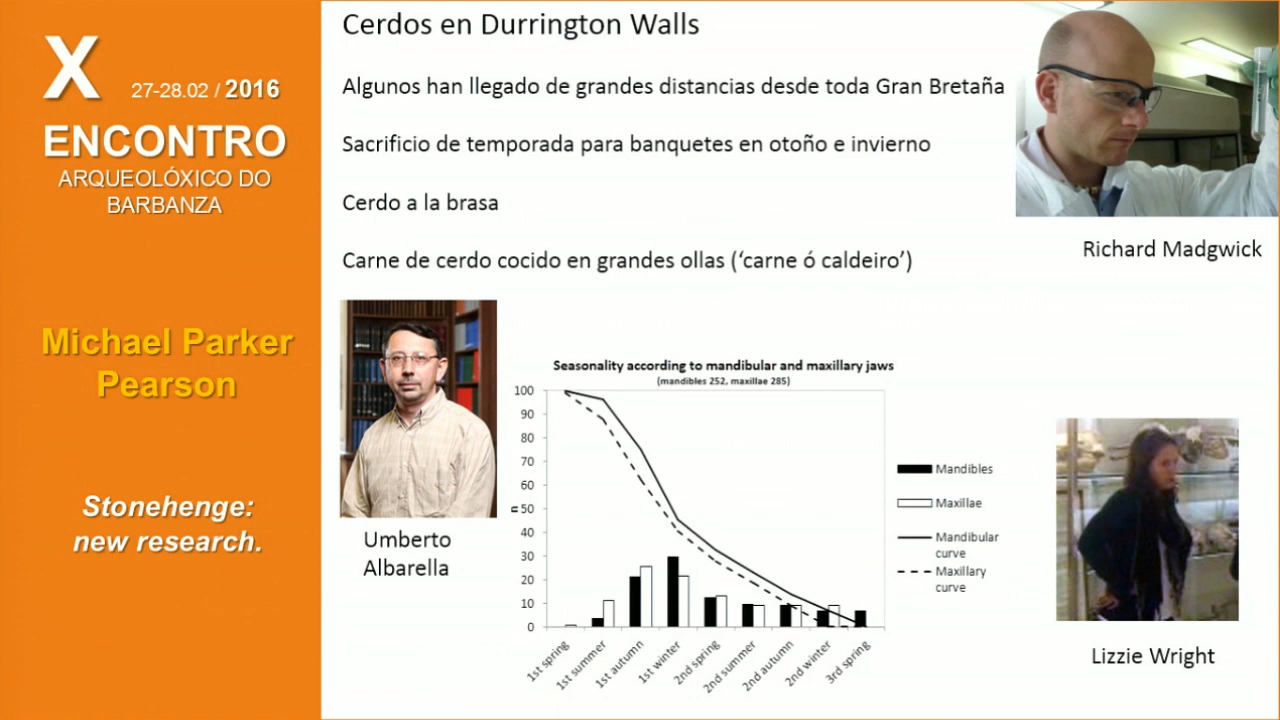 X
27-28.02 / 2016
ENCONTRO
ARQUEOLÓXICO DO
BARBANZA
Michael Parker
Pearson
Stonehenge:
new research.
Cerdos en Durrington Walls
Algunos han llegado de grandes distancias desde toda Gran Bretaña
Sacrificio de temporada para banquetes en otoño e invierno
Cerdo a la brasa
Carne de cerdo cocido en grandes ollas (‘carne ó caldeiro’)
Richard Madgwick
Umberto
Albarella
Seasonality according to mandibular and maxillary jaws
(mandibles 252, maxillae 285)
100
90
80
70
60
50
40
30
20
10
0
n
1st spring
1st summer
1st autumn
1st winter
2nd spring
2nd summer
2nd autumn
2nd winter
3rd spring
Mandibles
Maxillae
Mandibular
curve
Maxillary
curve
Lizzie Wright